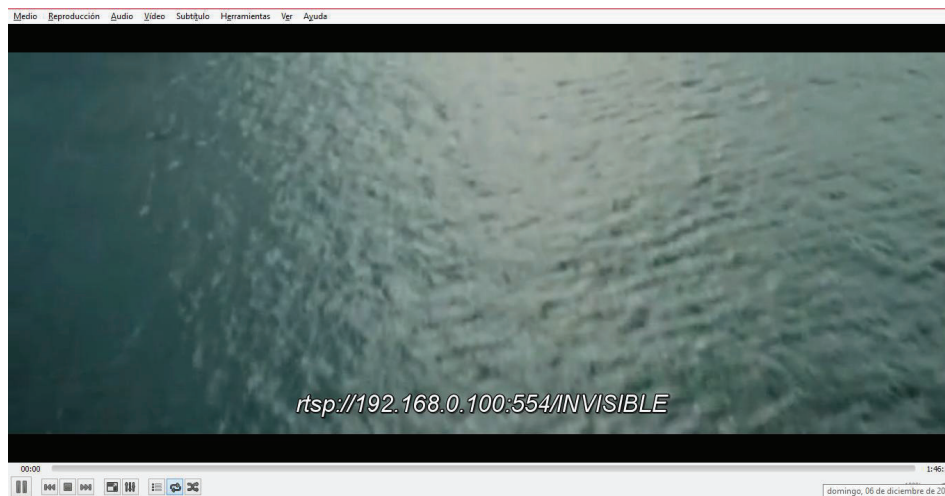 Medio Reproducción Audio Vídeo Subtítulo Herramientas Ver Ayuda
rtsp://192.168.0.100:554/INVISIBLE
00:00 1:46:
domingo, 06 de diciembre de 20